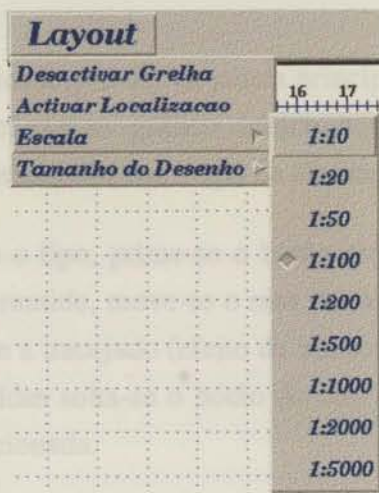 Layout
Desactivar Grelha
Activar Localizacao
Escala
Tamanho do Desenho
16 17
1:10
1:20
1:50
1:100
1:200
1:500
1:1000
1:2000
1:5000